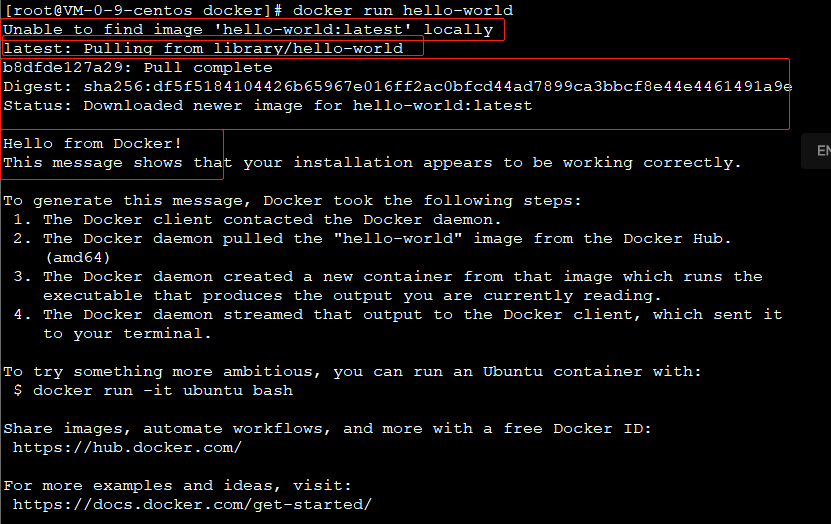 [root@VM-0-9-centos docker]# docker run hello-world
Unable to find image 'hello-world:latest' locally
latest: Pulling from library/hello-world
b8dfde127a29: Pull complete
Digest: sha256:df5f5184104426b65967e016ff2ac0bfcd44ad7899ca3bbcf8e44e4461491a9e
Status: Downloaded newer image for hello-world:latest
Hello from Docker!
This message shows that your installation appears to be working correctly.
EN
To generate this message, Docker took the following steps:
1. The Docker client contacted the Docker daemon.
2. The Docker daemon pulled the "hello-world" image from the Docker Hub.
(amd64)
3. The Docker daemon created a new container from that image which runs the
executable that produces the output you are currently reading.
4. The Docker daemon streamed that output to the Docker client, which sent it
to your terminal.
To try something more ambitious, you can run an Ubuntu container with:
$ docker run -it ubuntu bash
Share images, automate workflows, and more with a free Docker ID:
https://hub.docker.com/
For more examples and ideas, visit:
https://docs.docker.com/get-started/